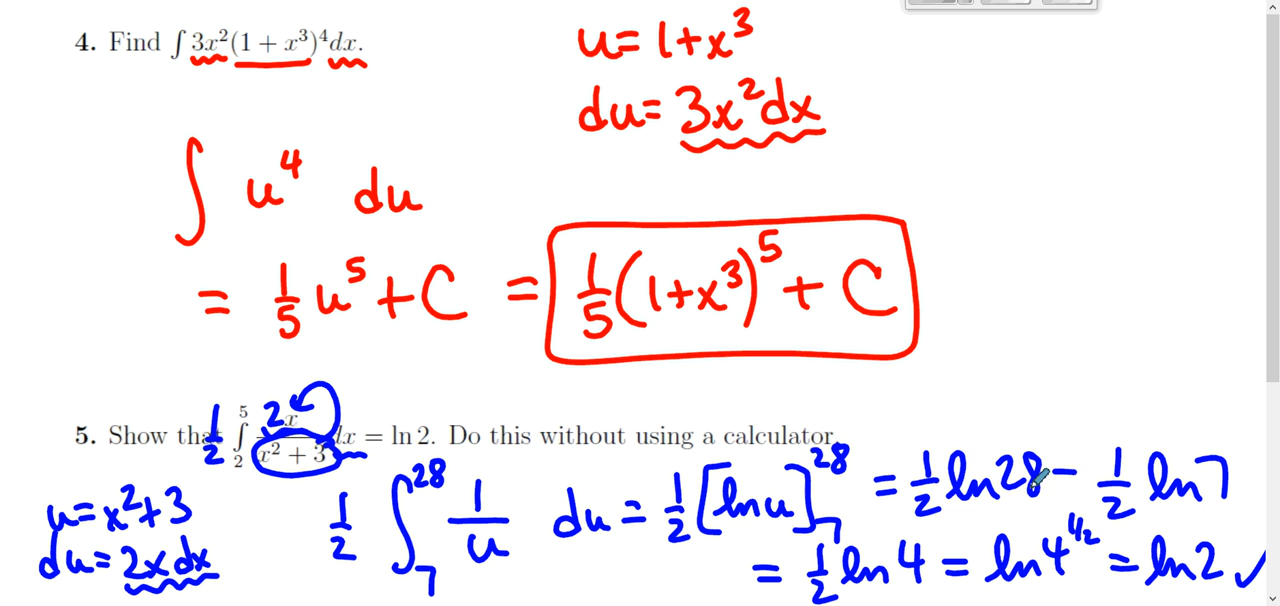 4. Find ∫ 3x²(1 + x³)⁴dx.
u = 1+x³
du = 3x²dx
∫ u⁴ du
= 1/5 u⁵ + C = 1/5 (1+x³)⁵ + C
5. Show tha 1/2 ∫₂⁵ 2x/(x² + 3) dx = ln 2. Do this without using a calculator.
u = x²+3
du = 2x dx
1/2 ∫₇²⁸ 1/u du = 1/2 [ln u]₇²⁸ = 1/2 ln 28 − 1/2 ln 7
= 1/2 ln 4 = ln 4^(1/2) = ln 2 ✓